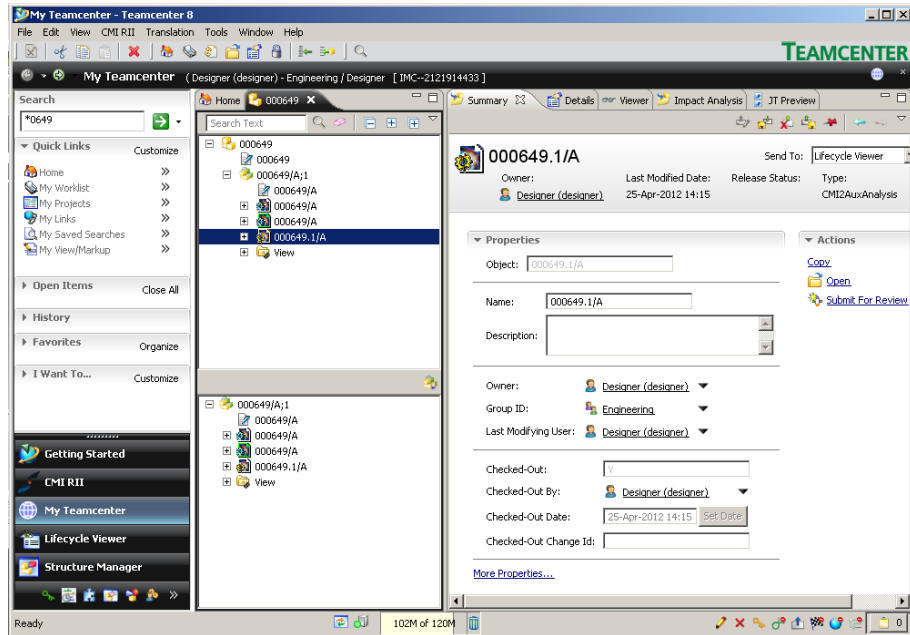 My Teamcenter - Teamcenter 8
File Edit View CMI RII Translation Tools Window Help
TEAMCENTER
My Teamcenter ( Designer (designer) - Engineering / Designer [ IMC--2121914433 ]
Search
*0649
Quick Links Customize
Home »
My Worklist »
My Projects »
My Links »
My Saved Searches »
My View/Markup »
Open Items Close All
History
Favorites Organize
I Want To... Customize
Getting Started
CMI RII
My Teamcenter
Lifecycle Viewer
Structure Manager
»
Home 000649
Search Text
000649
000649
000649/A;1
000649/A
000649/A
000649/A
000649.1/A
View
000649/A;1
000649/A
000649/A
000649/A
000649.1/A
View
Summary Details Viewer Impact Analysis JT Preview
000649.1/A
Send To: Lifecycle Viewer
Owner: Last Modified Date: Release Status: Type:
Designer (designer) 25-Apr-2012 14:15 CMI2AuxAnalysis
Properties
Object: 000649.1/A
Name: 000649.1/A
Description:
Owner: Designer (designer)
Group ID: Engineering
Last Modifying User: Designer (designer)
Checked-Out: Y
Checked-Out By: Designer (designer)
Checked-Out Date: 25-Apr-2012 14:15 Set Date
Checked-Out Change Id:
More Properties...
Actions
Copy
Open
Submit For Review
Ready
102M of 120M
0